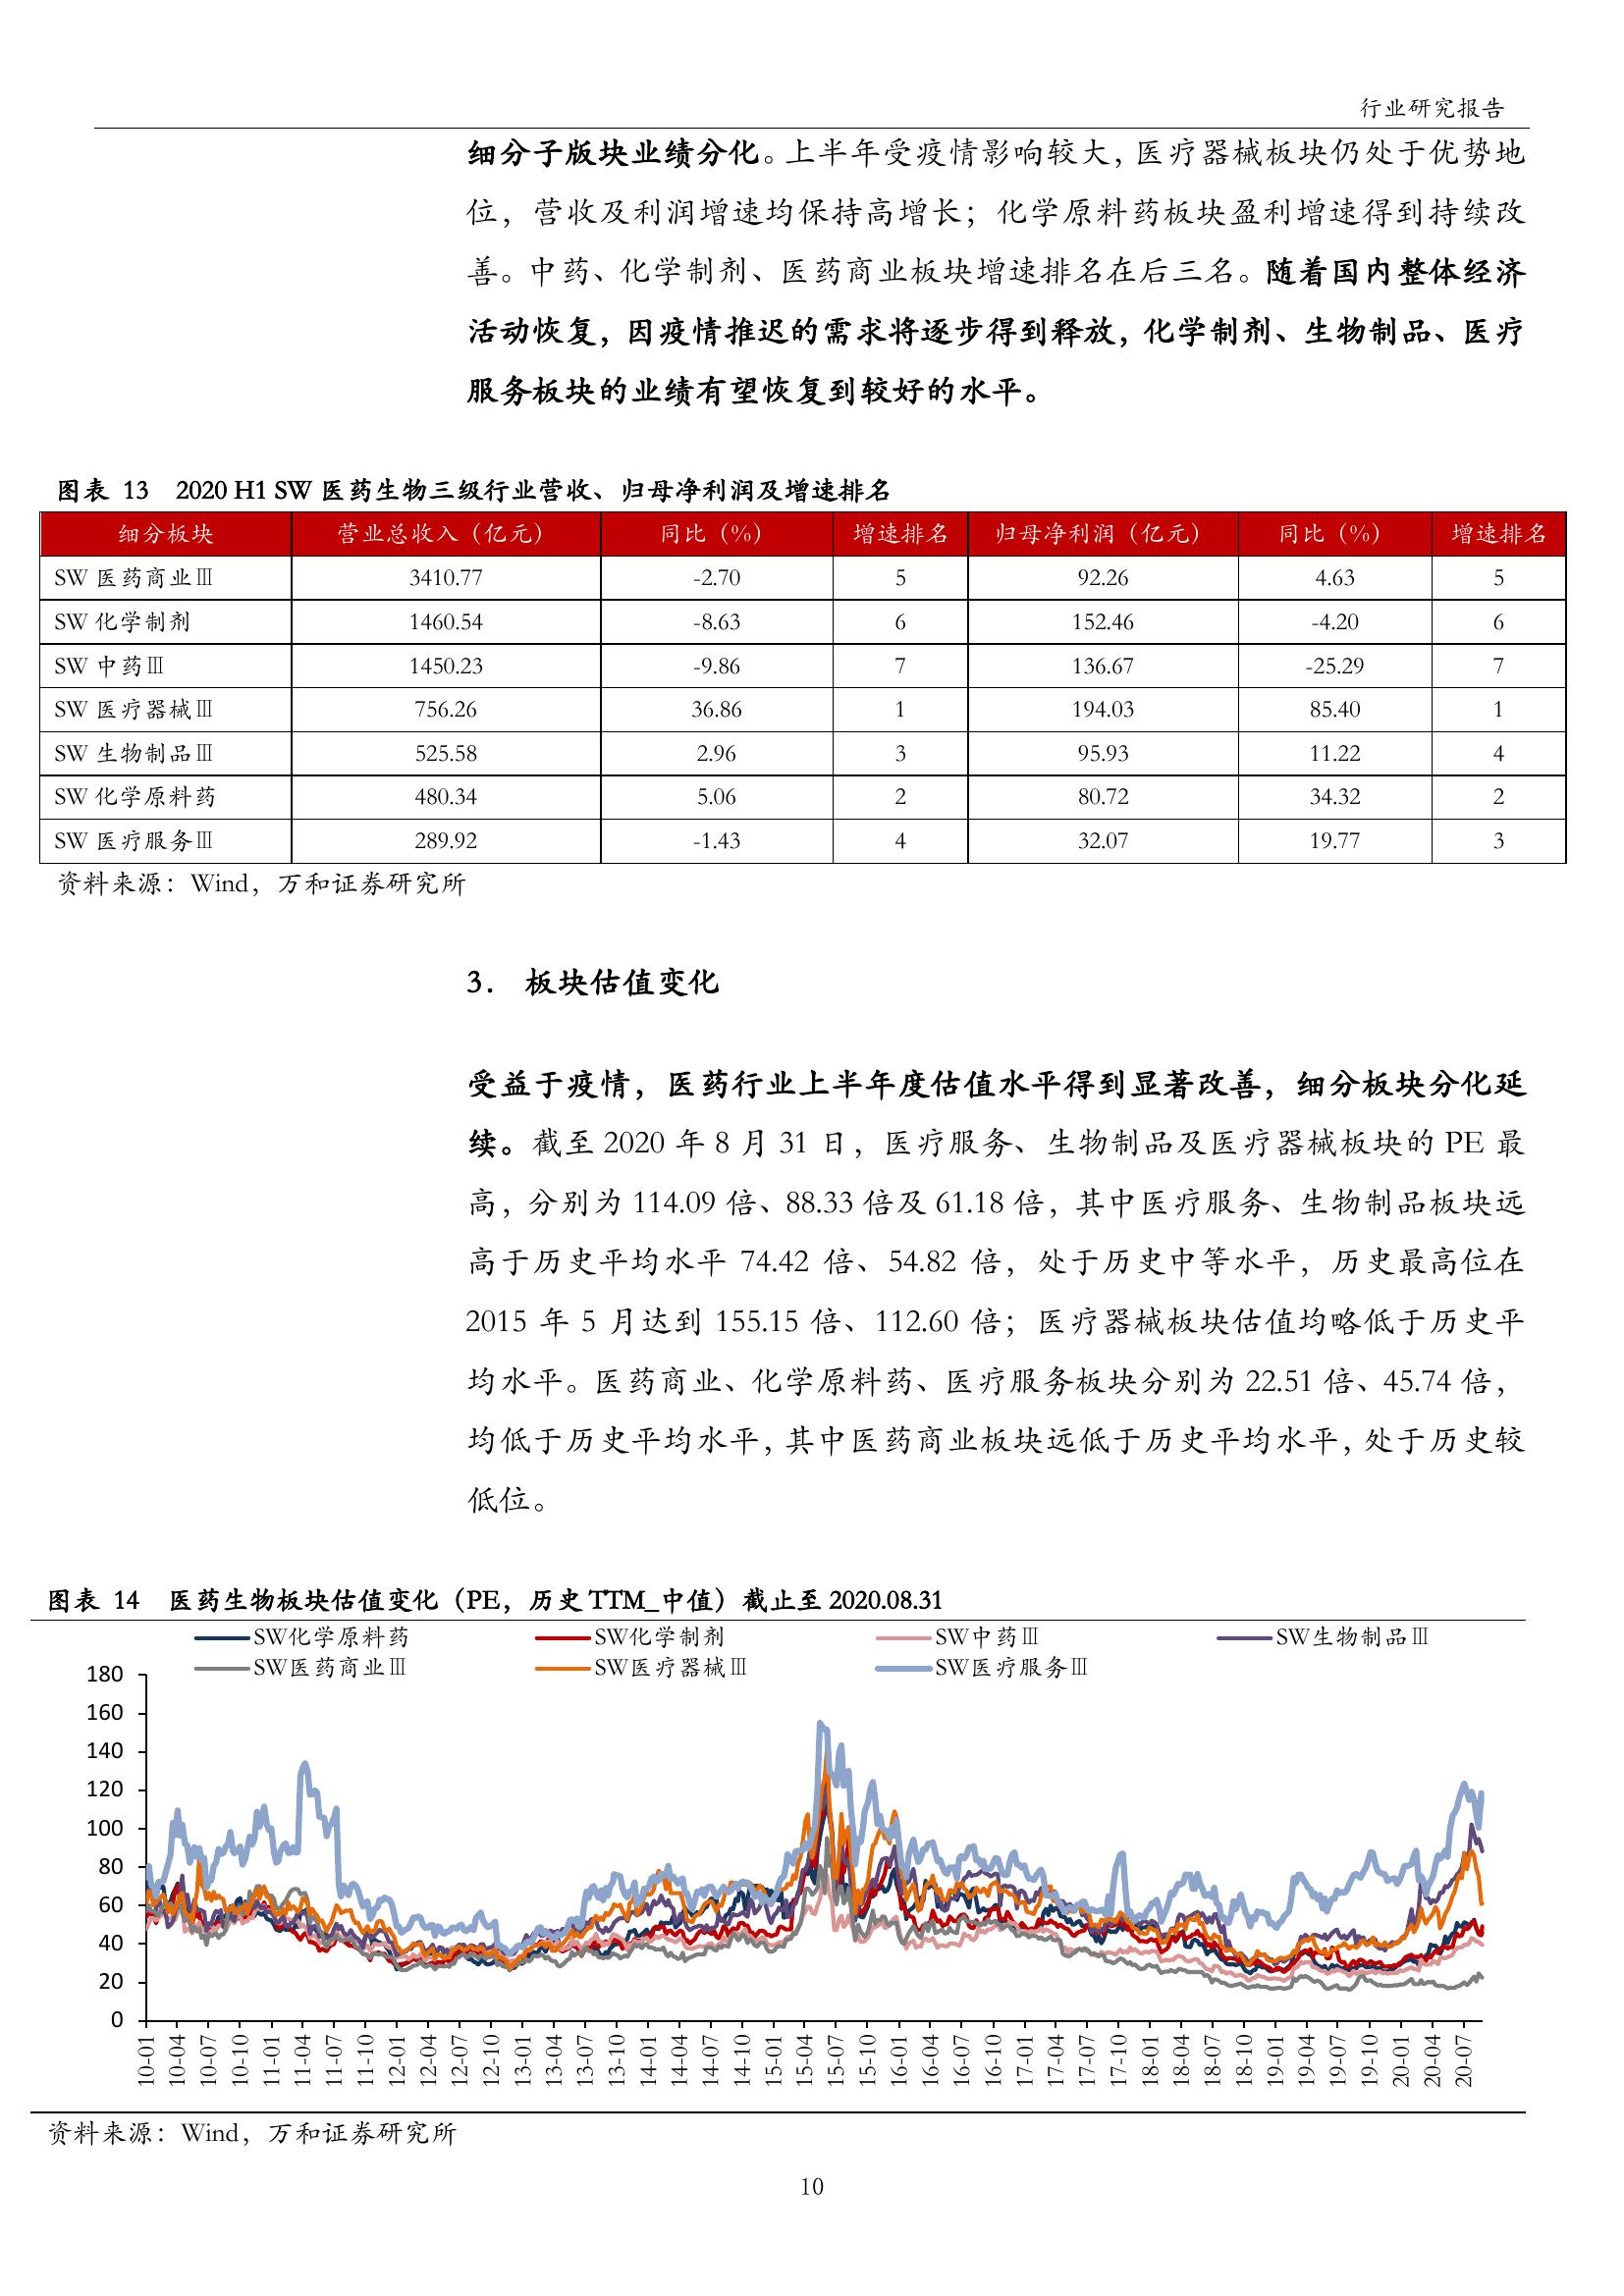 行业研究报告
细分子版块业绩分化。上半年受疫情影响较大，医疗器械板块仍处于优势地
位，营收及利润增速均保持高增长；化学原料药板块盈利增速得到持续改
善。中药、化学制剂、医药商业板块增速排名在后三名。随着国内整体经济
活动恢复，因疫情推迟的需求将逐步得到释放，化学制剂、生物制品、医疗
服务板块的业绩有望恢复到较好的水平。
图表 13 2020 H1 SW 医药生物三级行业营收、归母净利润及增速排名
细分板块 营业总收入（亿元） 同比（%） 增速排名 归母净利润（亿元） 同比（%） 增速排名
SW 医药商业Ⅲ 3410.77 -2.70 5 92.26 4.63 5
SW 化学制剂 1460.54 -8.63 6 152.46 -4.20 6
SW 中药Ⅲ 1450.23 -9.86 7 136.67 -25.29 7
SW 医疗器械Ⅲ 756.26 36.86 1 194.03 85.40 1
SW 生物制品Ⅲ 525.58 2.96 3 95.93 11.22 4
SW 化学原料药 480.34 5.06 2 80.72 34.32 2
SW 医疗服务Ⅲ 289.92 -1.43 4 32.07 19.77 3
资料来源：Wind，万和证券研究所
3. 板块估值变化
受益于疫情，医药行业上半年度估值水平得到显著改善，细分板块分化延
续。截至 2020 年 8 月 31 日，医疗服务、生物制品及医疗器械板块的 PE 最
高，分别为 114.09 倍、88.33 倍及 61.18 倍，其中医疗服务、生物制品板块远
高于历史平均水平 74.42 倍、54.82 倍，处于历史中等水平，历史最高位在
2015 年 5 月达到 155.15 倍、112.60 倍；医疗器械板块估值均略低于历史平
均水平。医药商业、化学原料药、医疗服务板块分别为 22.51 倍、45.74 倍，
均低于历史平均水平，其中医药商业板块远低于历史平均水平，处于历史较
低位。
图表 14 医药生物板块估值变化（PE，历史 TTM_中值）截止至 2020.08.31
SW化学原料药 SW化学制剂 SW中药Ⅲ SW生物制品Ⅲ
SW医药商业Ⅲ SW医疗器械Ⅲ SW医疗服务Ⅲ
180
160
140
120
100
80
60
40
20
0
10-01 10-04 10-07 10-10 11-01 11-04 11-07 11-10 12-01 12-04 12-07 12-10 13-01 13-04 13-07 13-10 14-01 14-04 14-07 14-10 15-01 15-04 15-07 15-10 16-01 16-04 16-07 16-10 17-01 17-04 17-07 17-10 18-01 18-04 18-07 18-10 19-01 19-04 19-07 19-10 20-01 20-04 20-07
资料来源：Wind，万和证券研究所
10